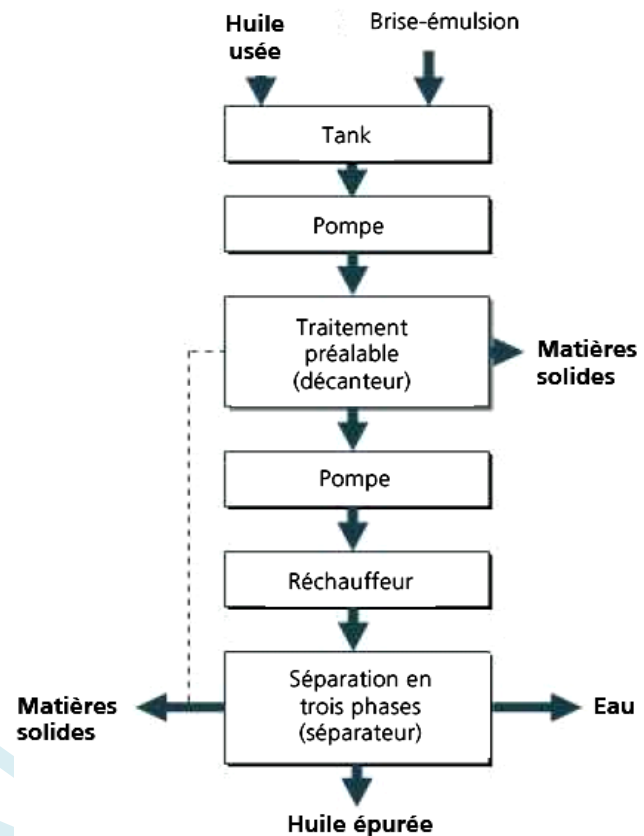 Huile
usée
Brise-émulsion
Tank
Pompe
Traitement
préalable
(décanteur)
Matières
solides
Pompe
Réchauffeur
Séparation en
trois phases
(séparateur)
Matières
solides
Eau
Huile épurée